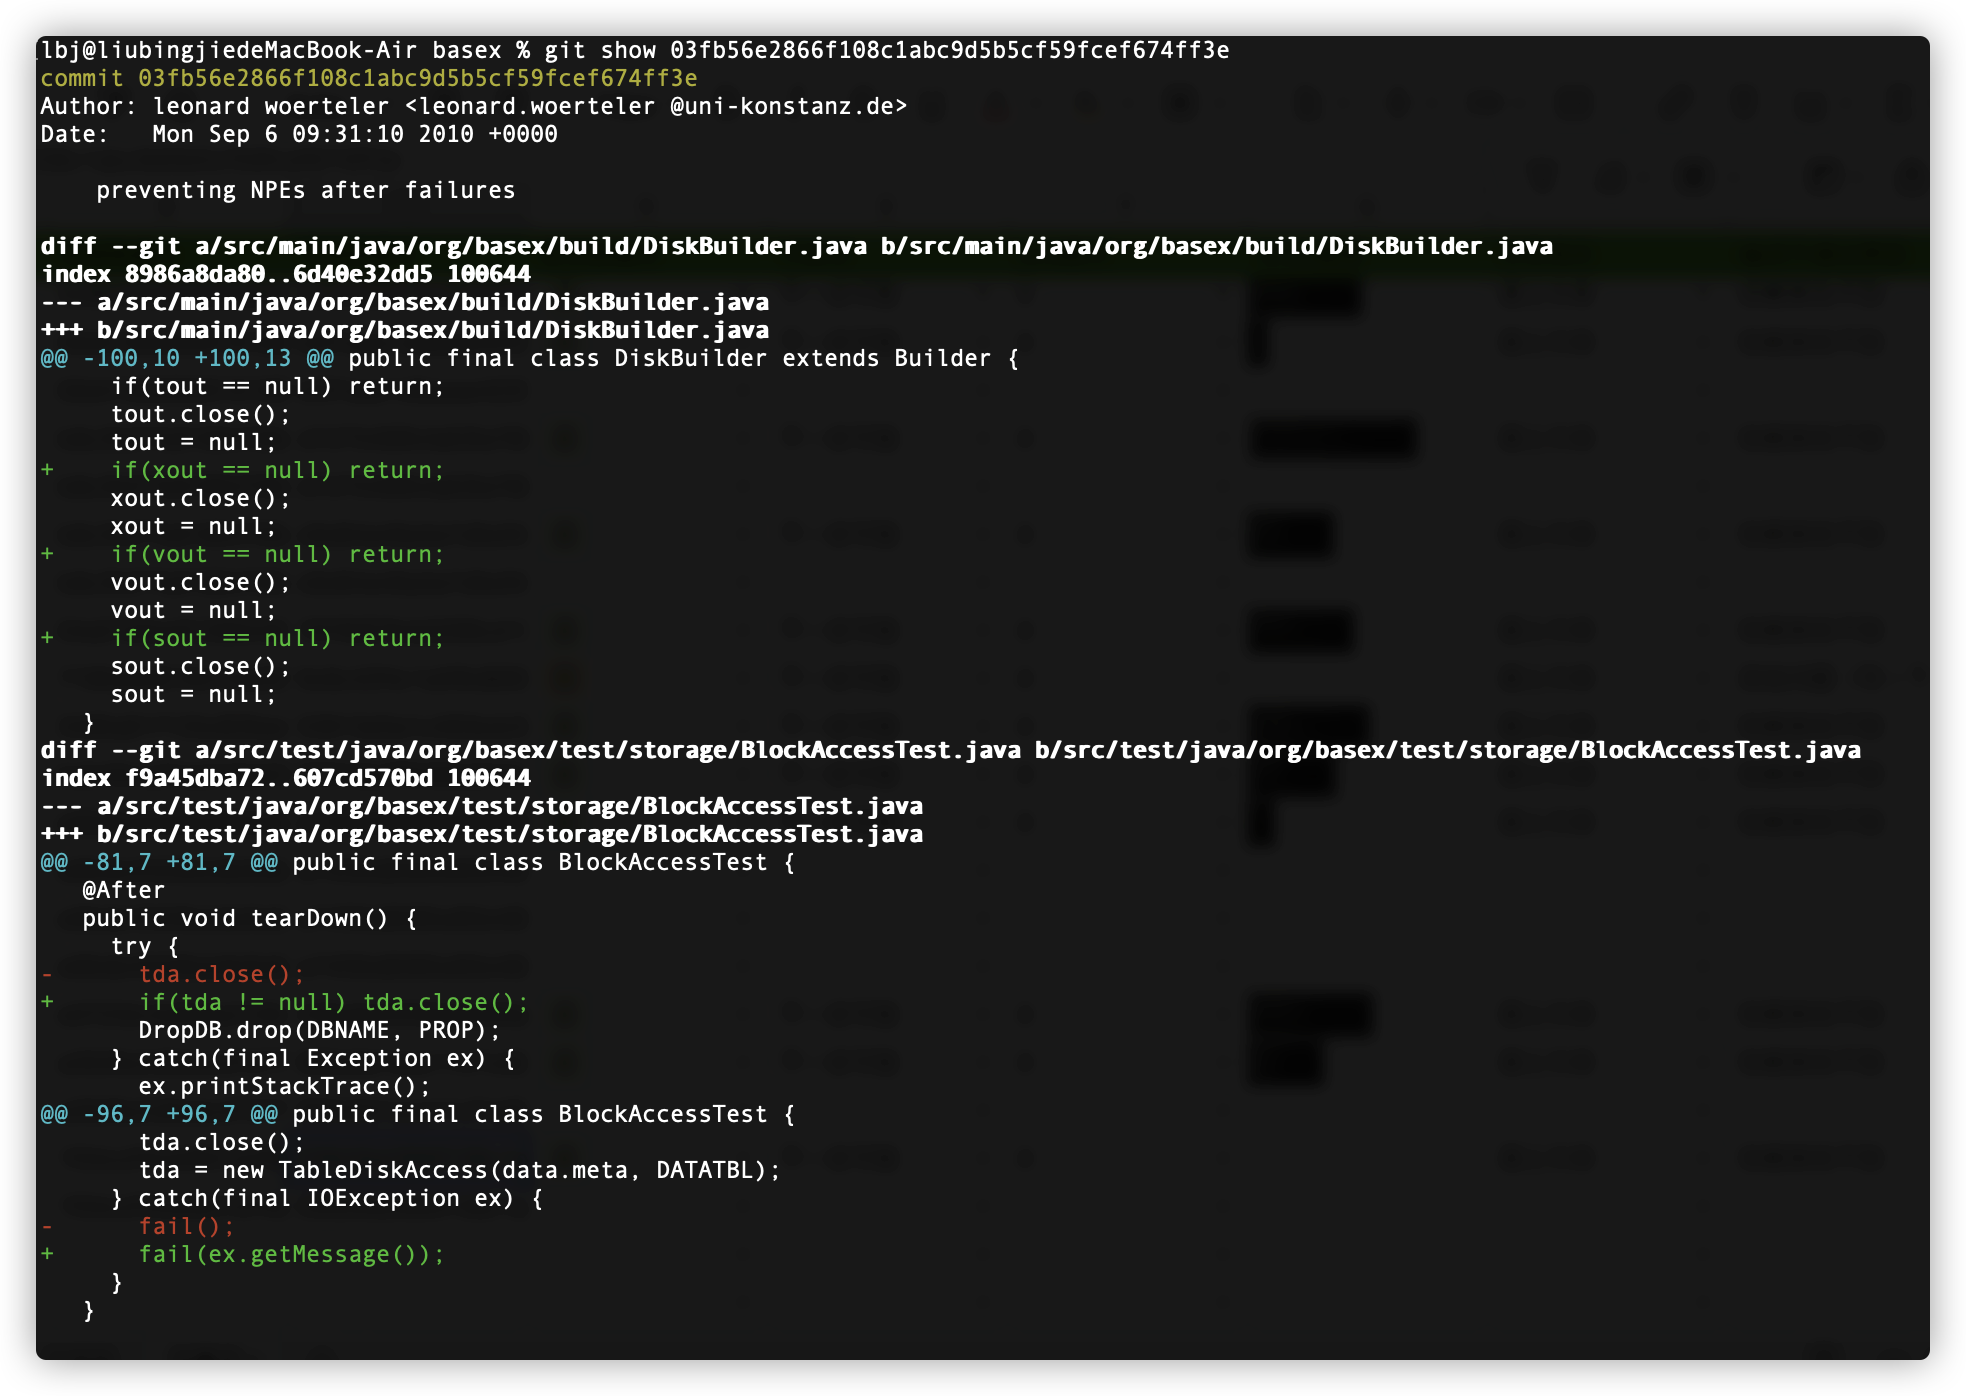 lbj@liubingjiedeMacBook-Air basex % git show 03fb56e2866f108c1abc9d5b5cf59fcef674ff3e
commit 03fb56e2866f108c1abc9d5b5cf59fcef674ff3e
Author: leonard woerteler <leonard.woerteler @uni-konstanz.de>
Date:   Mon Sep 6 09:31:10 2010 +0000

    preventing NPEs after failures

diff --git a/src/main/java/org/basex/build/DiskBuilder.java b/src/main/java/org/basex/build/DiskBuilder.java
index 8986a8da80..6d40e32dd5 100644
--- a/src/main/java/org/basex/build/DiskBuilder.java
+++ b/src/main/java/org/basex/build/DiskBuilder.java
@@ -100,10 +100,13 @@ public final class DiskBuilder extends Builder {
     if(tout == null) return;
     tout.close();
     tout = null;
+    if(xout == null) return;
     xout.close();
     xout = null;
+    if(vout == null) return;
     vout.close();
     vout = null;
+    if(sout == null) return;
     sout.close();
     sout = null;
   }
diff --git a/src/test/java/org/basex/test/storage/BlockAccessTest.java b/src/test/java/org/basex/test/storage/BlockAccessTest.java
index f9a45dba72..607cd570bd 100644
--- a/src/test/java/org/basex/test/storage/BlockAccessTest.java
+++ b/src/test/java/org/basex/test/storage/BlockAccessTest.java
@@ -81,7 +81,7 @@ public final class BlockAccessTest {
   @After
   public void tearDown() {
     try {
-      tda.close();
+      if(tda != null) tda.close();
       DropDB.drop(DBNAME, PROP);
     } catch(final Exception ex) {
       ex.printStackTrace();
@@ -96,7 +96,7 @@ public final class BlockAccessTest {
       tda.close();
       tda = new TableDiskAccess(data.meta, DATATBL);
     } catch(final IOException ex) {
-      fail();
+      fail(ex.getMessage());
     }
   }